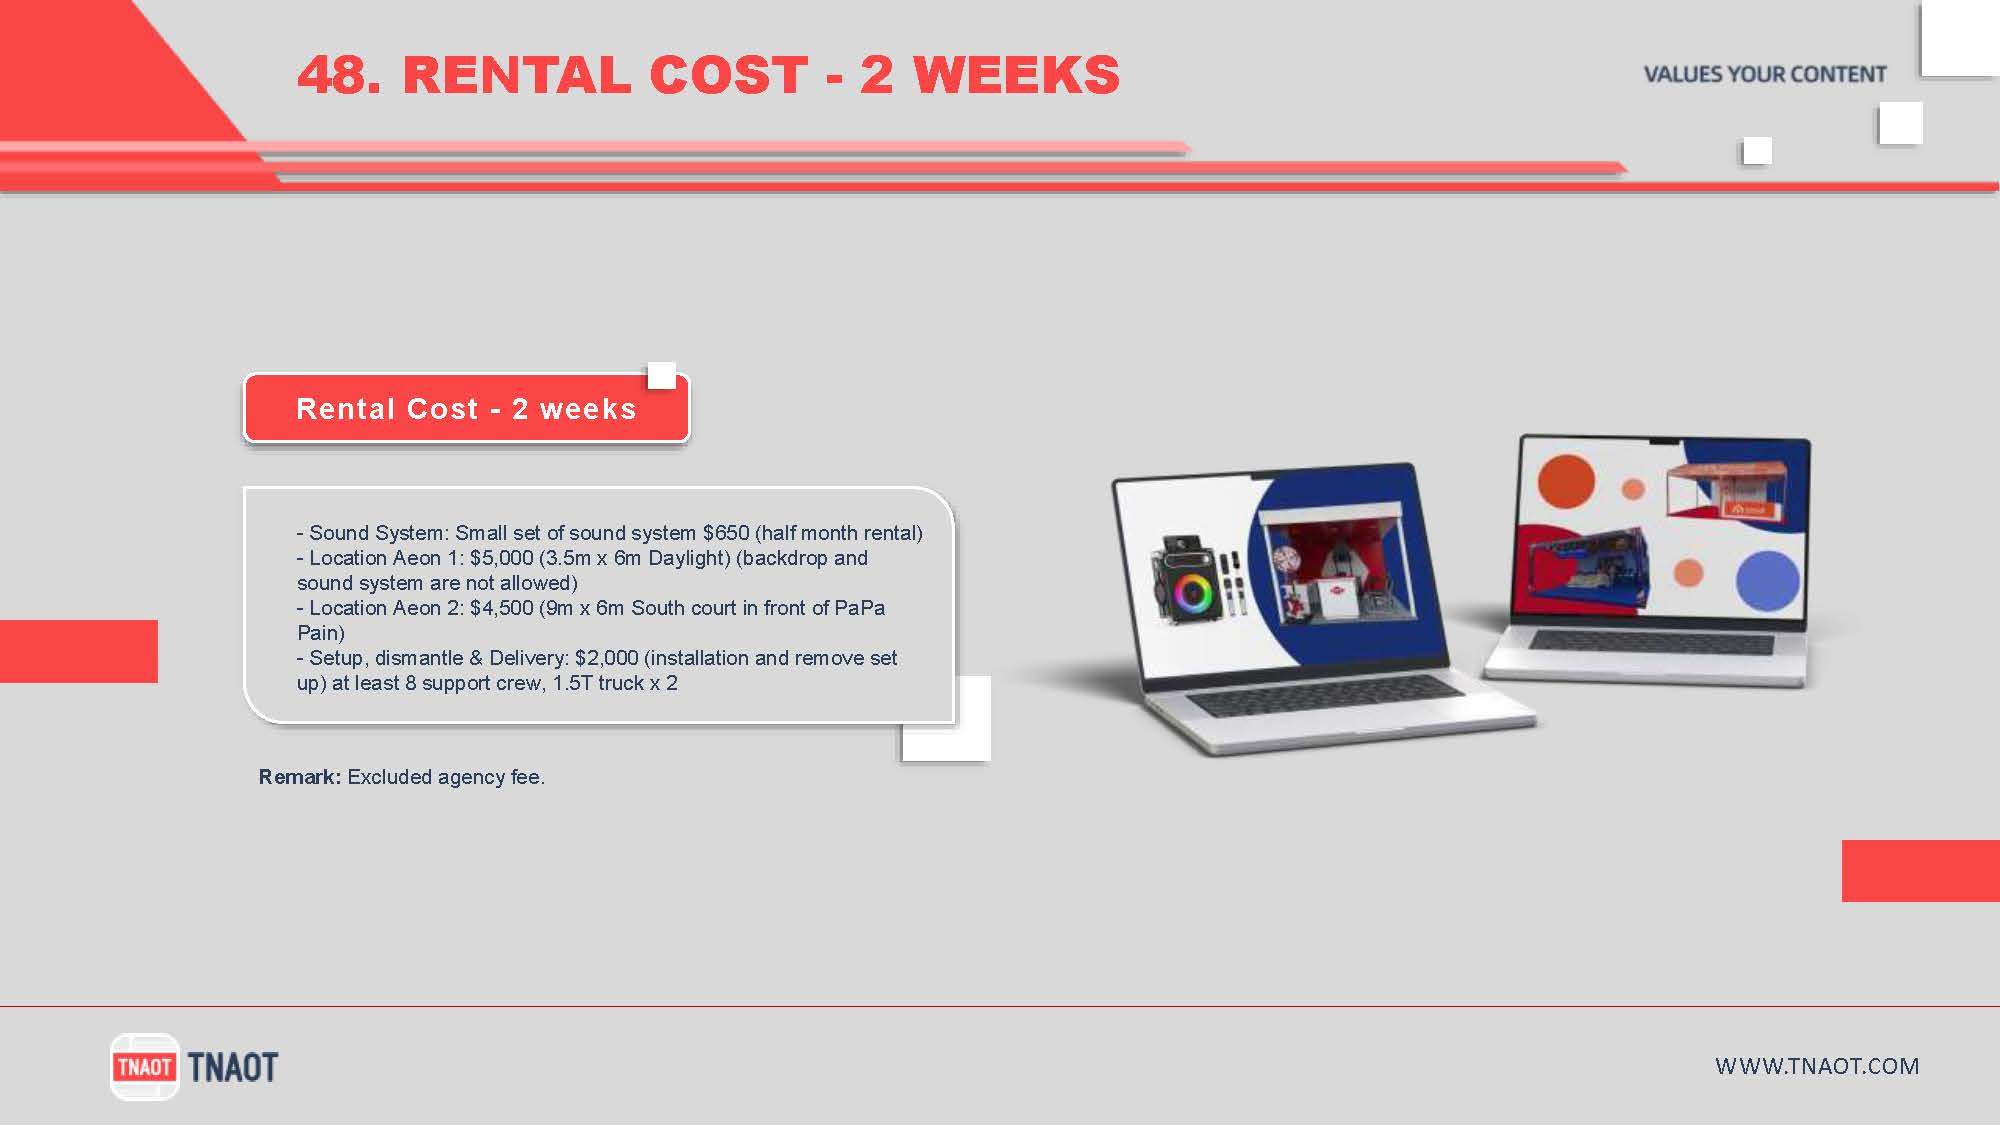 48. RENTAL COST - 2 WEEKS
VALUES YOUR CONTENT
Rental Cost - 2 weeks
- Sound System: Small set of sound system $650 (half month rental)
- Location Aeon 1: $5,000 (3.5m x 6m Daylight) (backdrop and
sound system are not allowed)
- Location Aeon 2: $4,500 (9m x 6m South court in front of PaPa
Pain)
- Setup, dismantle & Delivery: $2,000 (installation and remove set
up) at least 8 support crew, 1.5T truck x 2
Remark: Excluded agency fee.
TNAOT
TNAOT
WWW.TNAOT.COM